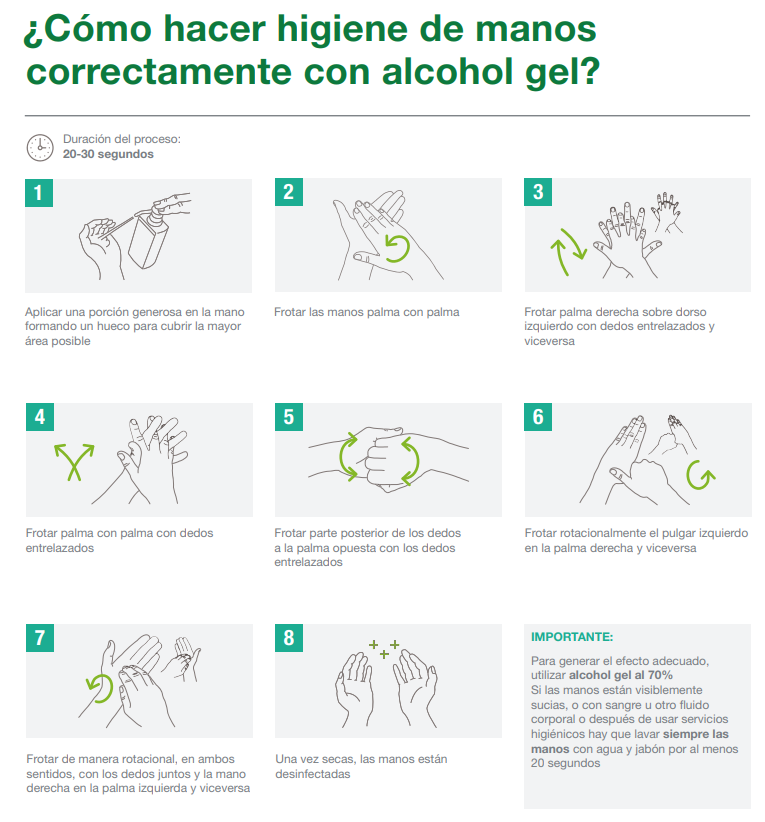 ¿Cómo hacer higiene de manos
correctamente con alcohol gel?
Duración del proceso:
20-30 segundos
1
Aplicar una porción generosa en la mano
formando un hueco para cubrir la mayor
área posible
2
Frotar las manos palma con palma
3
Frotar palma derecha sobre dorso
izquierdo con dedos entrelazados y
viceversa
4
Frotar palma con palma con dedos
entrelazados
5
Frotar parte posterior de los dedos
a la palma opuesta con los dedos
entrelazados
6
Frotar rotacionalmente el pulgar izquierdo
en la palma derecha y viceversa
7
Frotar de manera rotacional, en ambos
sentidos, con los dedos juntos y la mano
derecha en la palma izquierda y viceversa
8
Una vez secas, las manos están
desinfectadas
IMPORTANTE:
Para generar el efecto adecuado,
utilizar alcohol gel al 70%
Si las manos están visiblemente
sucias, o con sangre u otro fluido
corporal o después de usar servicios
higiénicos hay que lavar siempre las
manos con agua y jabón por al menos
20 segundos